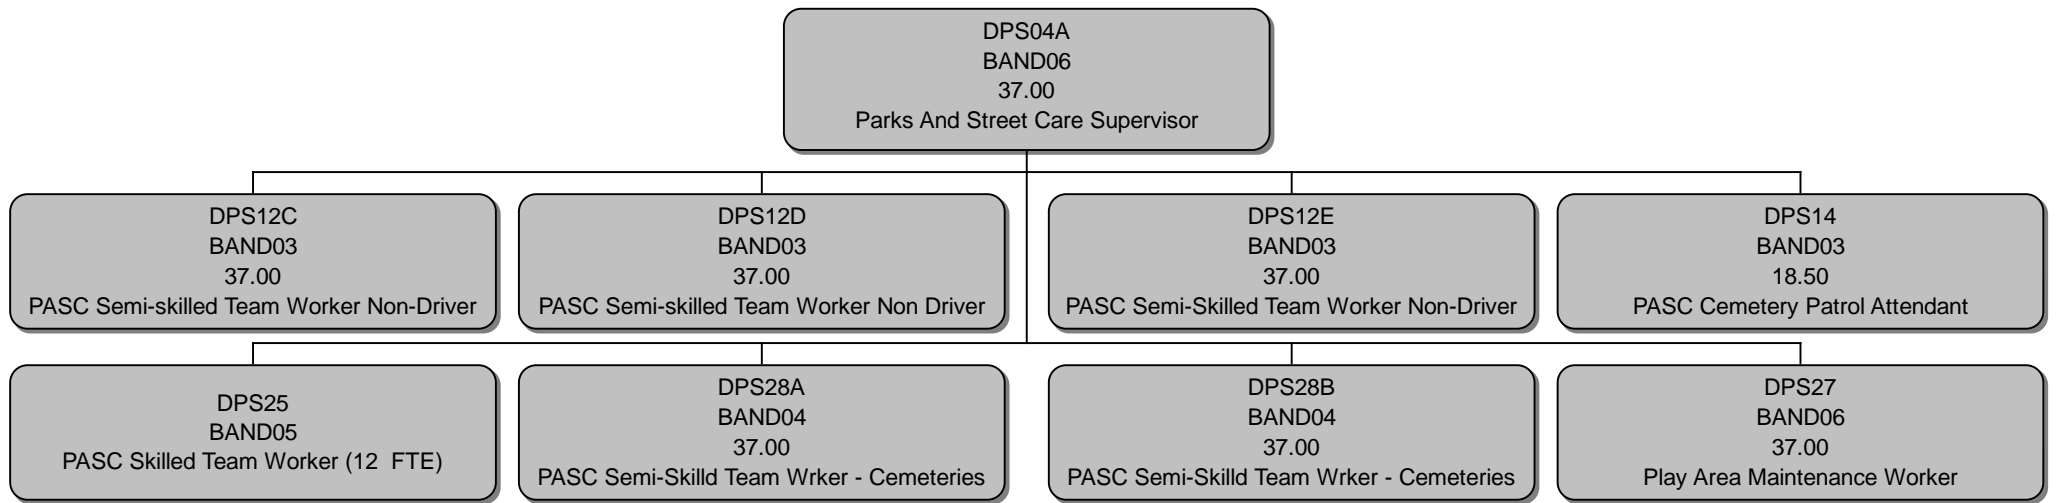 DPS04A
BAND06
37.00
Parks And Street Care Supervisor
DPS12C
BAND03
37.00
PASC Semi-skilled Team Worker Non-Driver
DPS12D
BAND03
37.00
PASC Semi-skilled Team Worker Non Driver
DPS12E
BAND03
37.00
PASC Semi-Skilled Team Worker Non-Driver
DPS14
BAND03
18.50
PASC Cemetery Patrol Attendant
DPS25
BAND05
PASC Skilled Team Worker (12  FTE)
DPS28A
BAND04
37.00
PASC Semi-Skilld Team Wrker - Cemeteries
DPS28B
BAND04
37.00
PASC Semi-Skilld Team Wrker - Cemeteries
DPS27
BAND06
37.00
Play Area Maintenance Worker